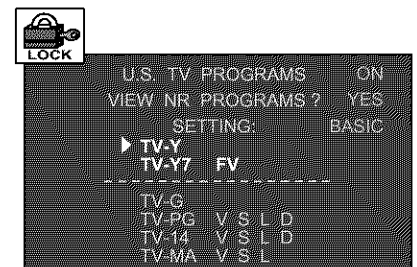 LOCK
U.S. TV PROGRAMS ON
VIEW NR PROGRAMS ? YES
SETTING: BASIC
TV-Y
TV-Y7 FV
TV-G
TV-PG V S L D
TV-14 V S L D
TV-MA V S L